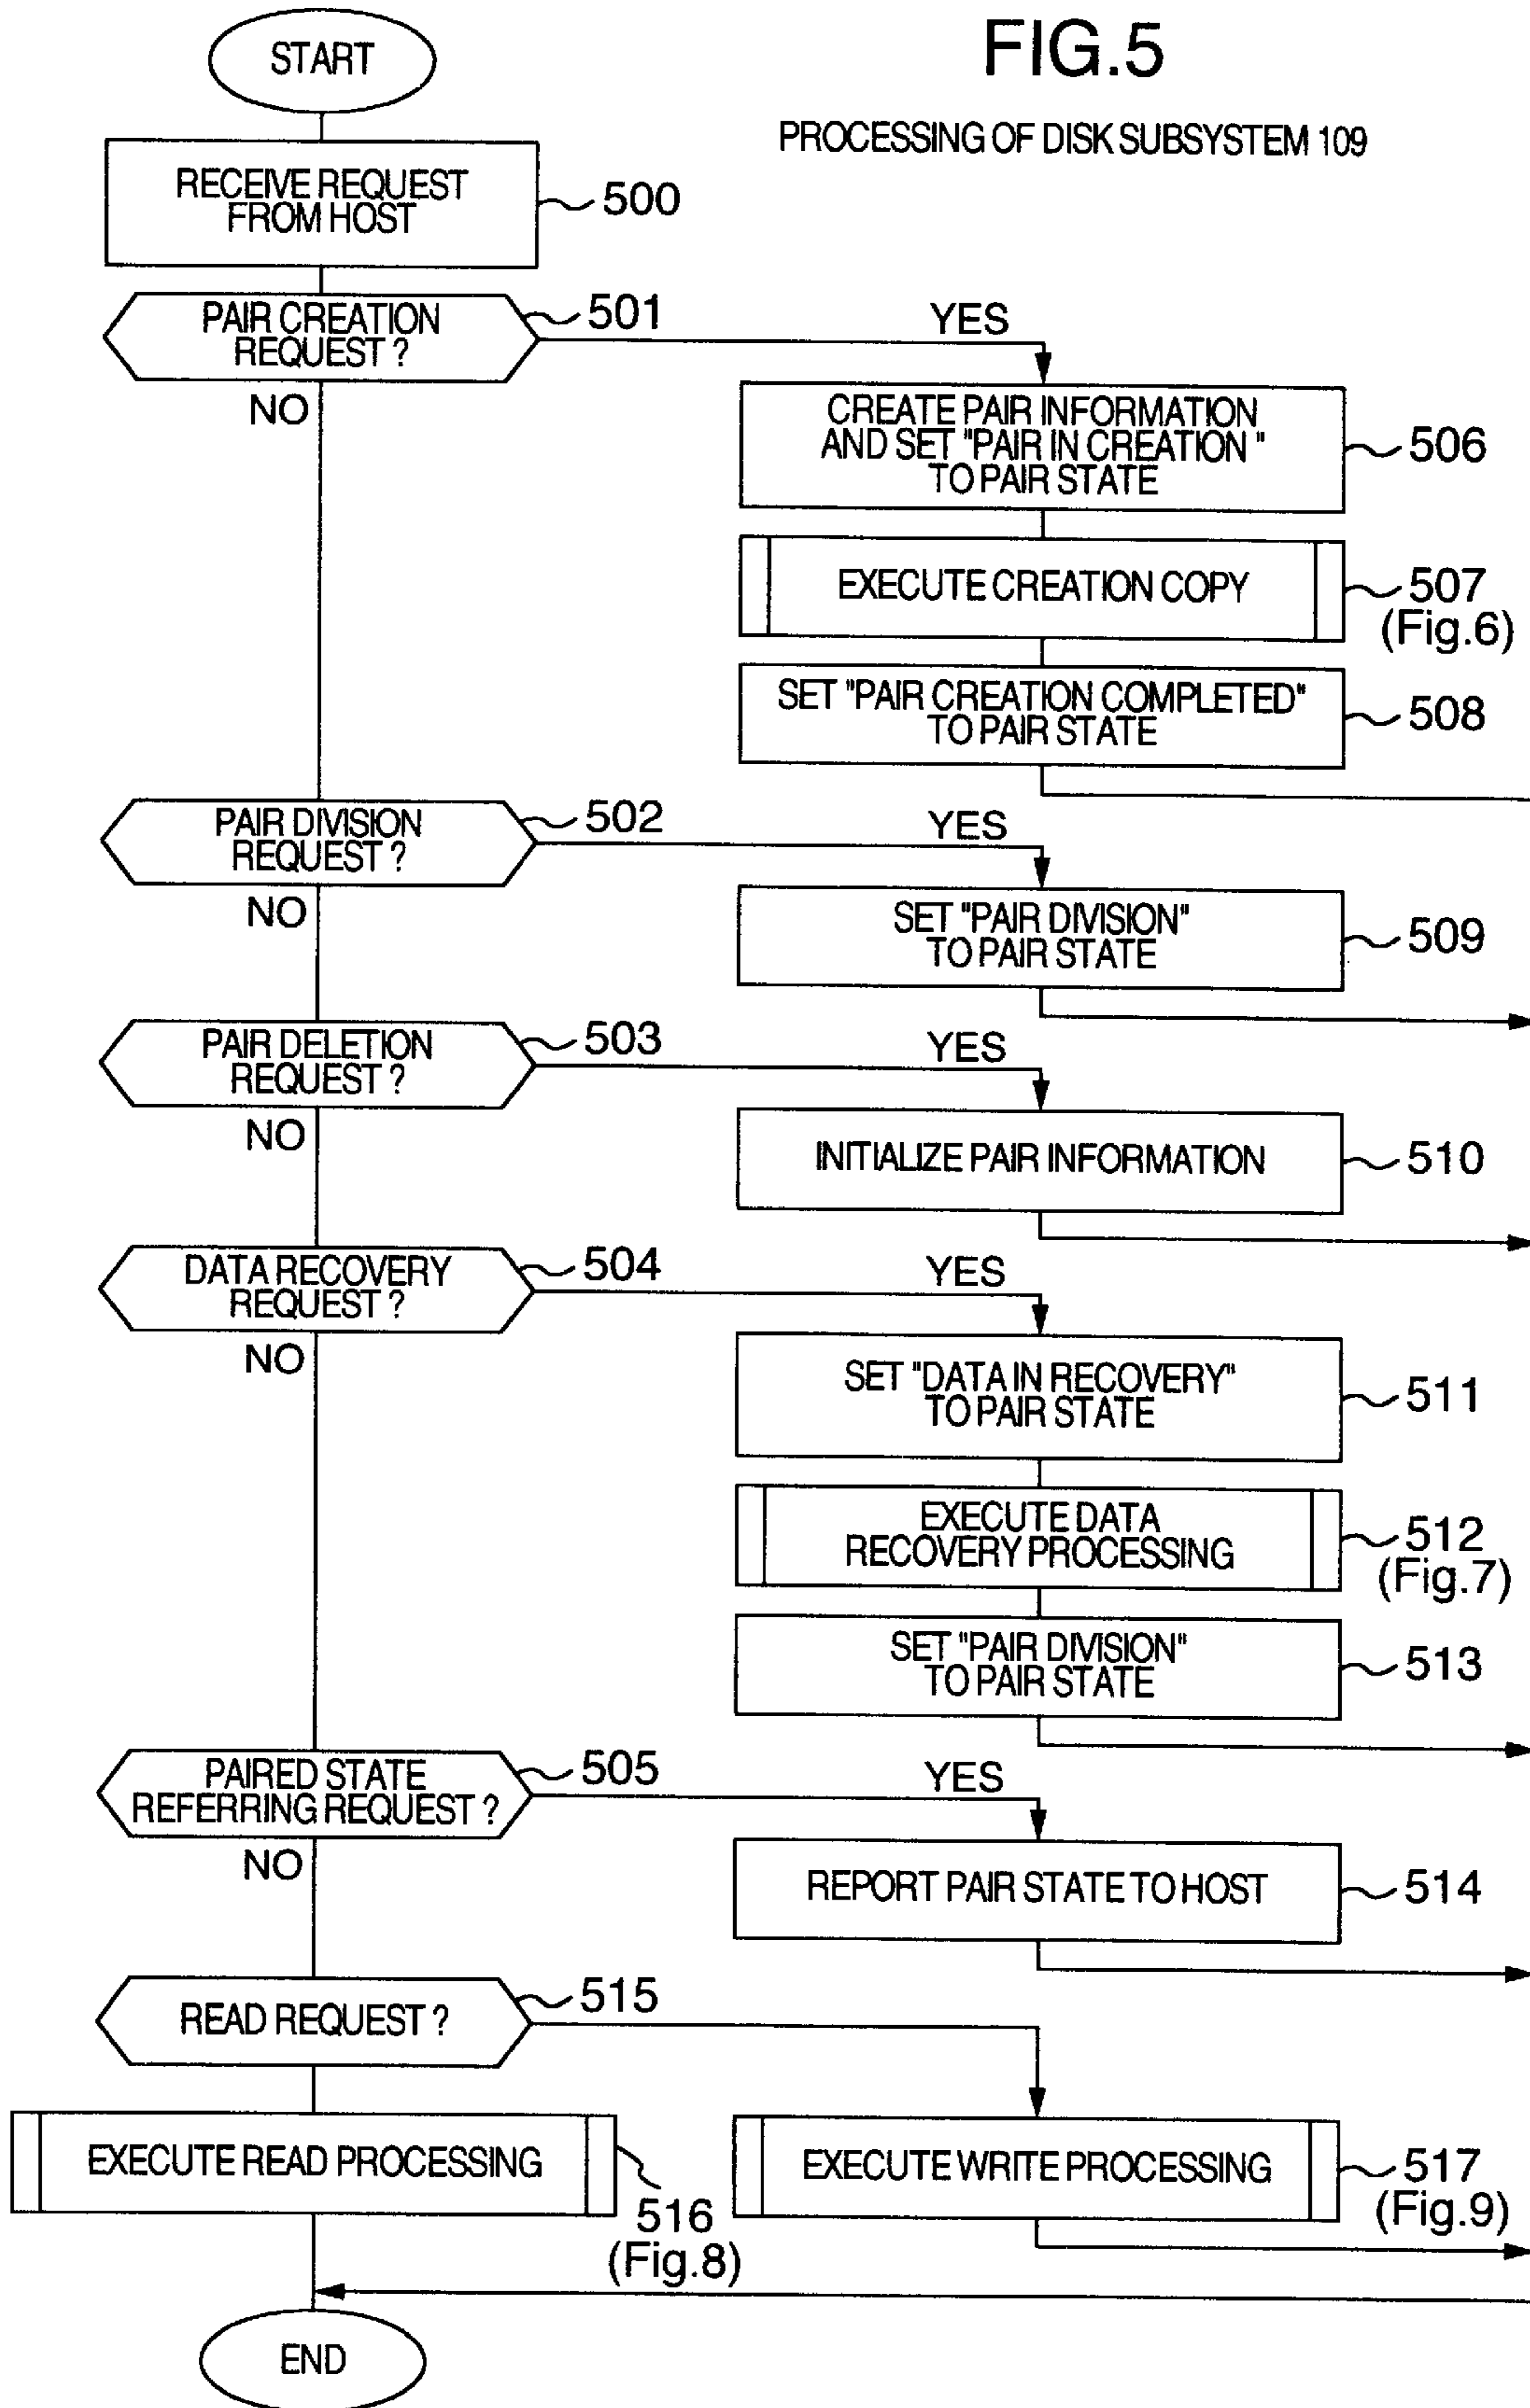 START
FIG.5
PROCESSING OF DISK SUBSYSTEM 109
RECEIVE REQUEST
FROM HOST
500
PAIR CREATION
REQUEST ?
501
YES
NO
CREATE PAIR INFORMATION
AND SET "PAIR IN CREATION "
TO PAIR STATE
506
EXECUTE CREATION COPY
507
(Fig.6)
SET "PAIR CREATION COMPLETED"
TO PAIR STATE
508
PAIR DIVISION
REQUEST ?
502
YES
NO
SET "PAIR DIVISION"
TO PAIR STATE
509
PAIR DELETION
REQUEST ?
503
YES
NO
INITIALIZE PAIR INFORMATION
510
DATA RECOVERY
REQUEST ?
504
YES
NO
SET "DATA IN RECOVERY"
TO PAIR STATE
511
EXECUTE DATA
RECOVERY PROCESSING
512
(Fig.7)
SET "PAIR DIVISION"
TO PAIR STATE
513
PAIRED STATE
REFERRING REQUEST ?
505
YES
NO
REPORT PAIR STATE TO HOST
514
READ REQUEST ?
515
EXECUTE READ PROCESSING
516
(Fig.8)
EXECUTE WRITE PROCESSING
517
(Fig.9)
END